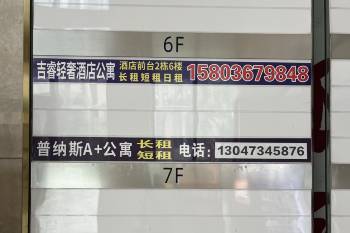 6F
吉睿轻奢酒店公寓 酒店前台2栋6楼 15803679848
长租短租日租
普纳斯A+公寓 长租 电话：13047345876
短租
7F